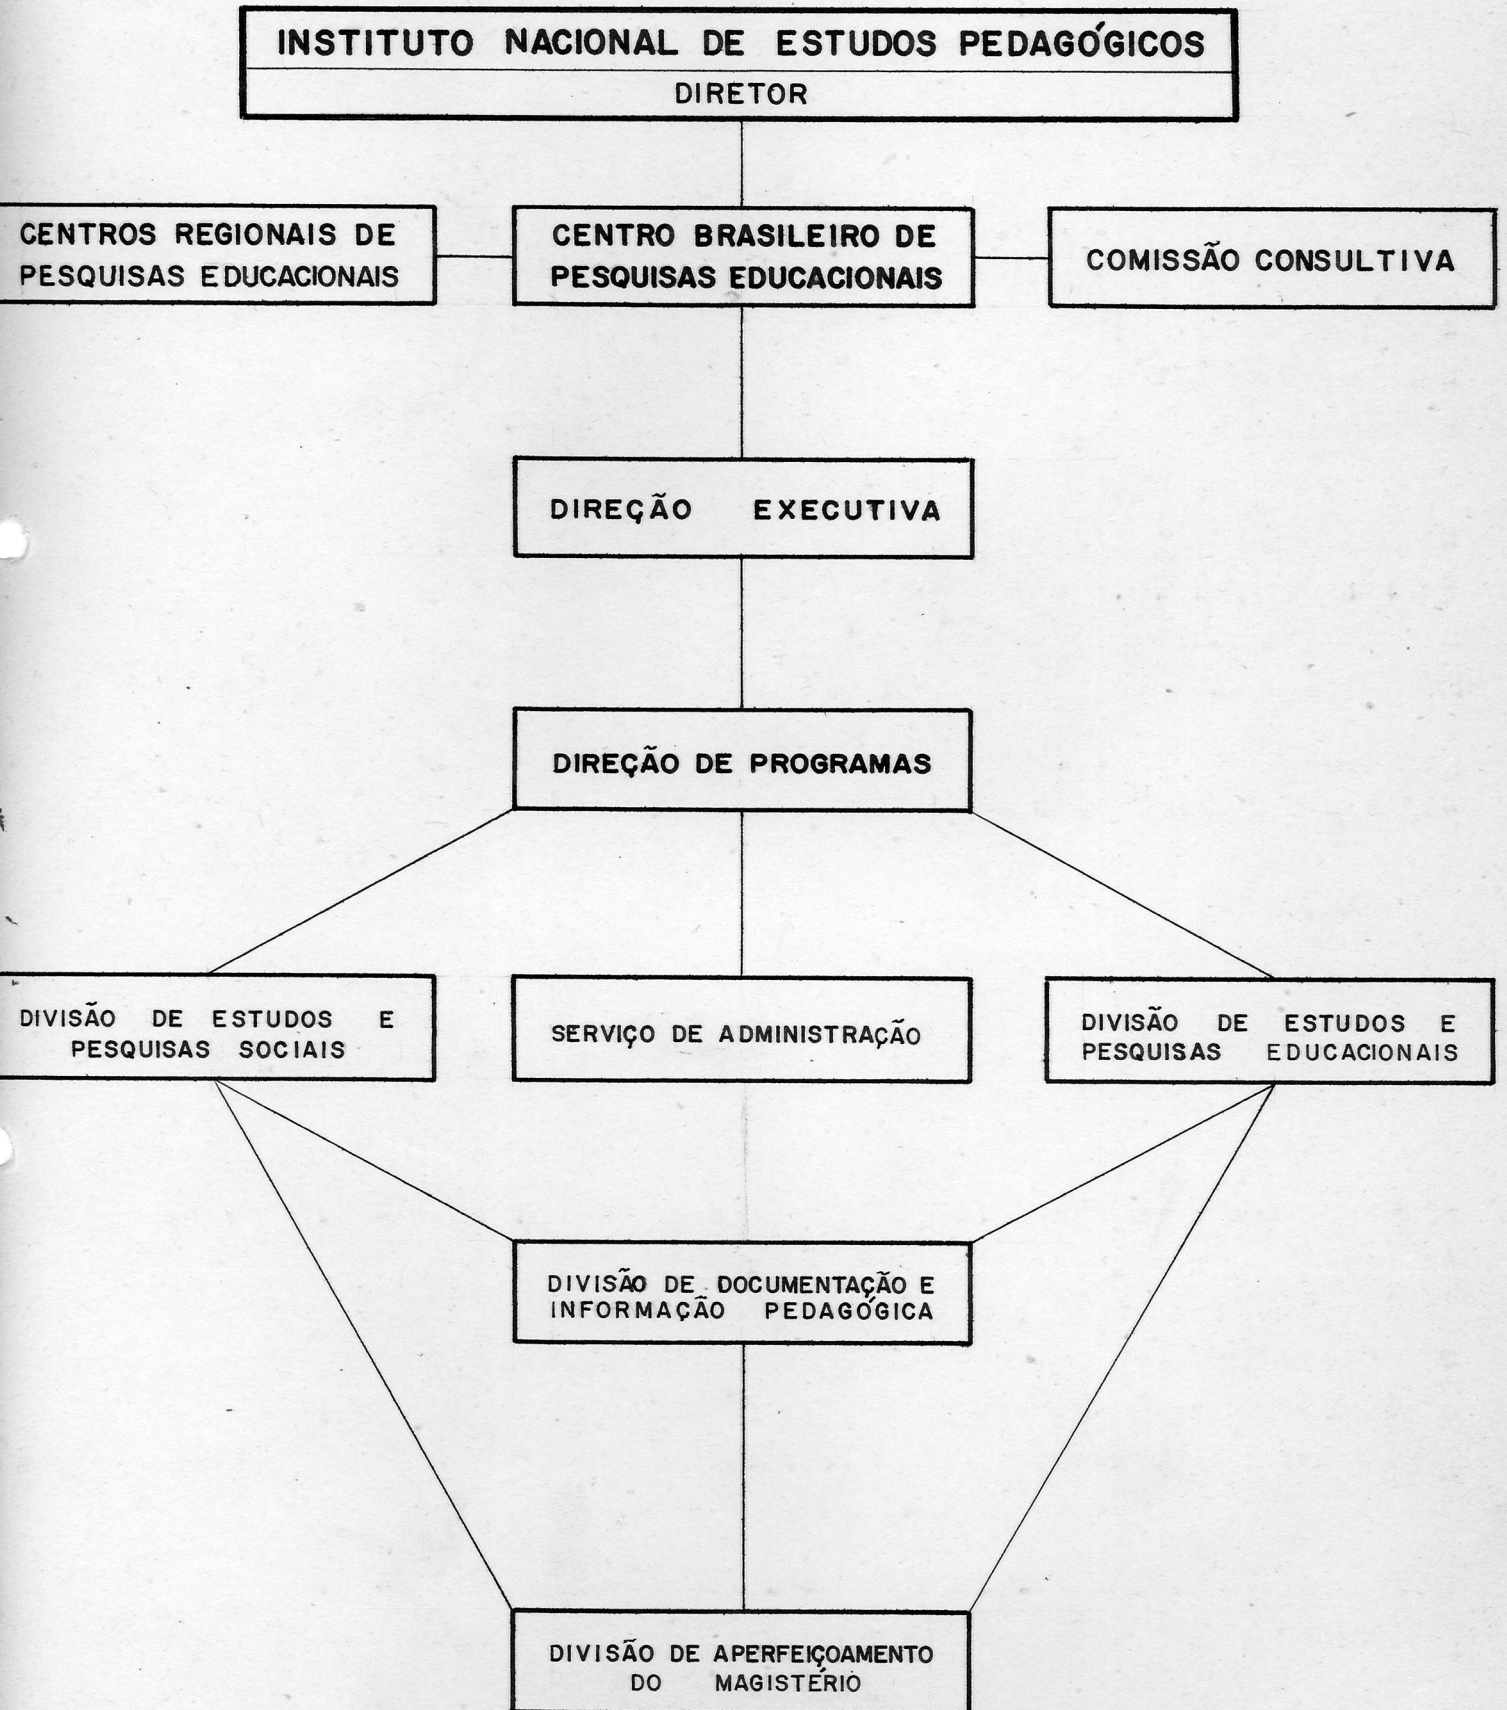 INSTITUTO NACIONAL DE ESTUDOS PEDAGÓGICOS
DIRETOR
CENTROS REGIONAIS DE
PESQUISAS EDUCACIONAIS
CENTRO BRASILEIRO DE
PESQUISAS EDUCACIONAIS
COMISSÃO CONSULTIVA
DIREÇÃO EXECUTIVA
DIREÇÃO DE PROGRAMAS
DIVISÃO DE ESTUDOS E
PESQUISAS SOCIAIS
SERVIÇO DE ADMINISTRAÇÃO
DIVISÃO DE ESTUDOS E
PESQUISAS EDUCACIONAIS
DIVISÃO DE DOCUMENTAÇÃO E
INFORMAÇÃO PEDAGÓGICA
DIVISÃO DE APERFEIÇOAMENTO
DO MAGISTÉRIO